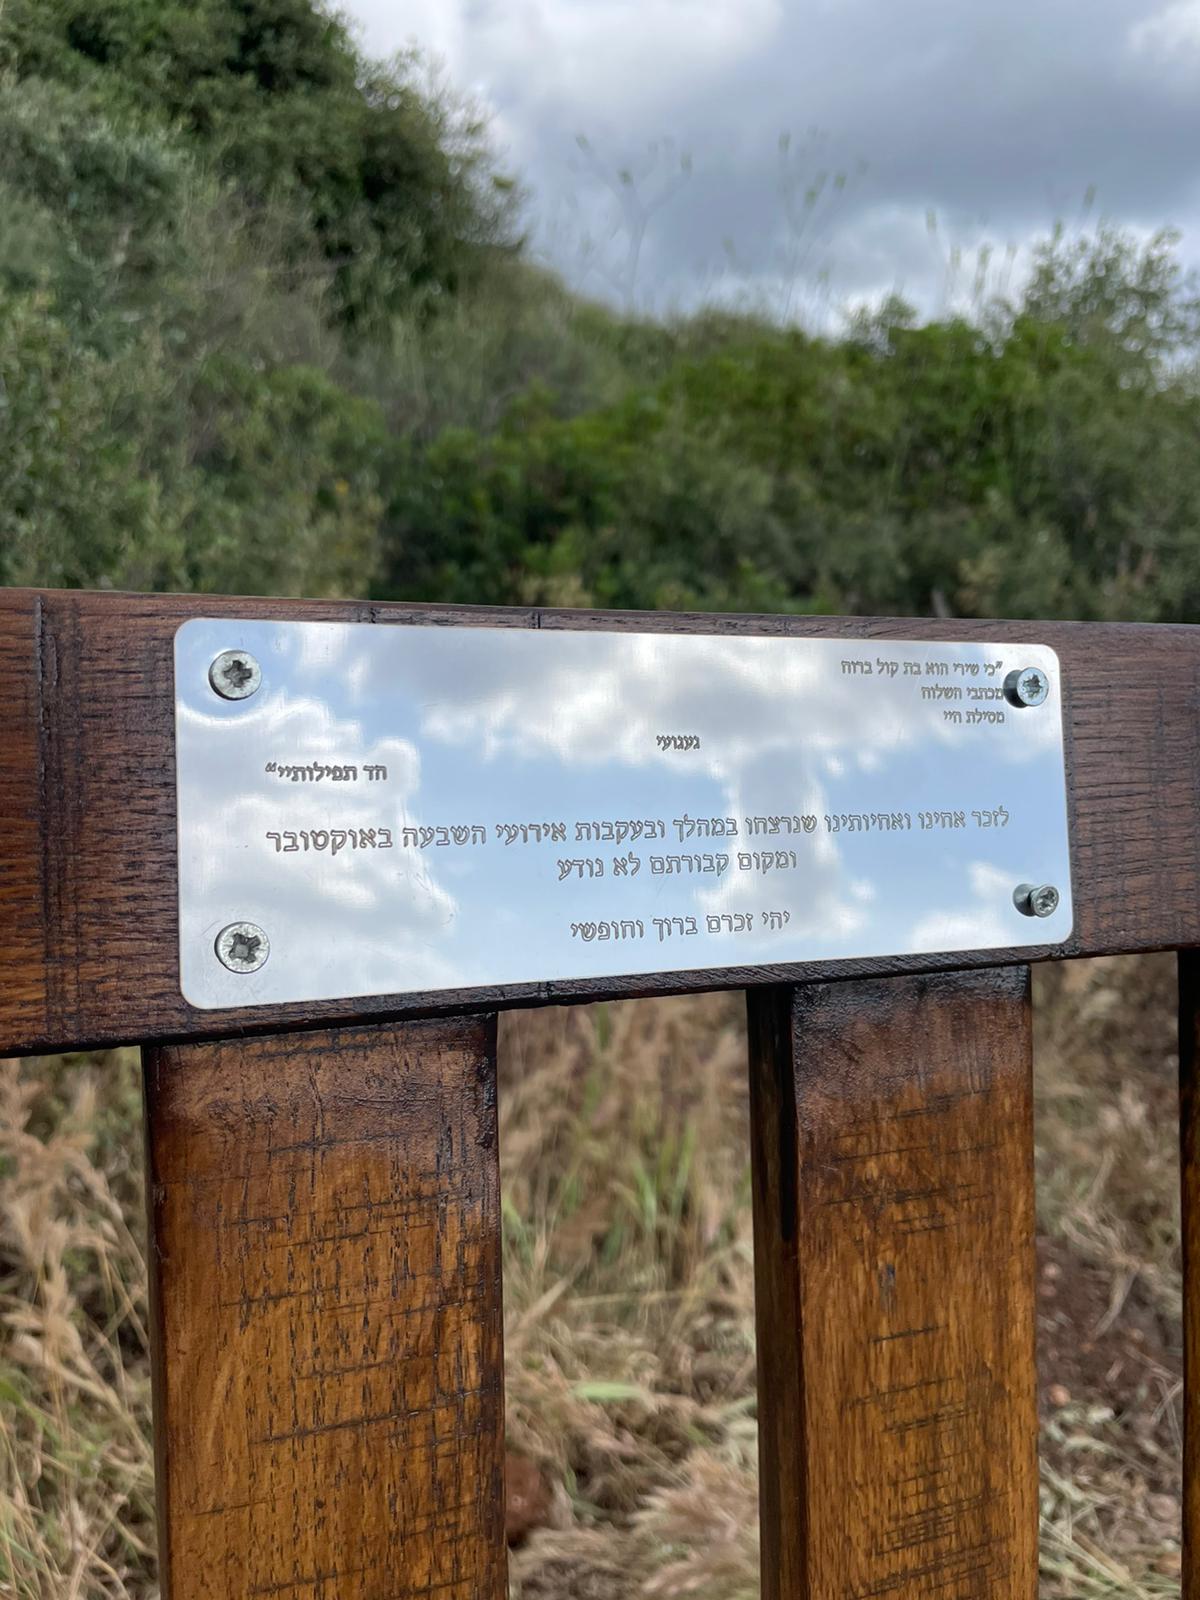 "כי שירי הוא בת קול ברוח
מכתבי השלוח
מסילת חיי
געגועי
הד תפילותיי"
לזכר אחינו ואחיותינו שנרצחו במהלך ובעקבות אירועי השבעה באוקטובר
ומקום קבורתם לא נודע
יהי זכרם ברוך וחופשי